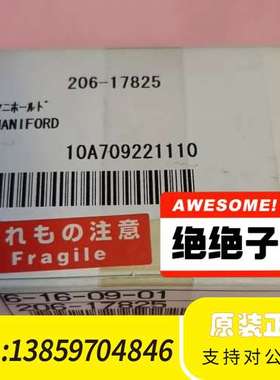 206-17825
ﾏﾆﾎｰﾙﾄﾞ
MANIFORD
10A709221110
AWESOME!
绝绝子
れもの注意
Fragile
6-16-09-01
206-17825
原装正
:13859704846
支持对公